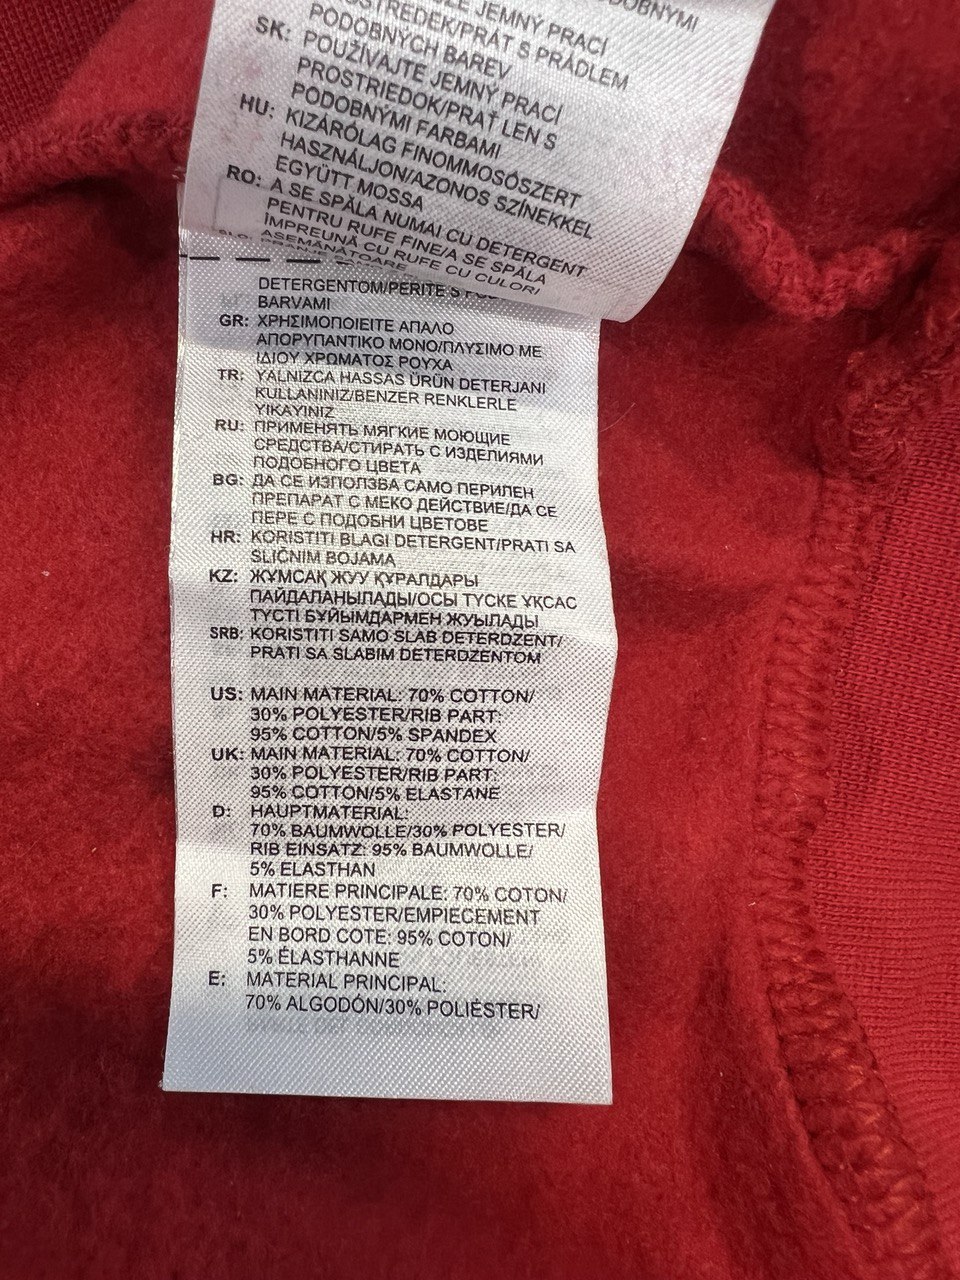 DOBNÝMI
JEMNÝ PRACÍ
STŘEDEK/PRÁT S PRÁDLEM
PODOBNÝCH BAREV
SK: POUŽÍVAJTE JEMNÝ PRACÍ
PROSTRIEDOK/PRAŤ LEN S
PODOBNÝMI FARBAMI
HU: KIZÁRÓLAG FINOMMOSÓSZERT
HASZNÁLJON/AZONOS SZÍNEKKEL
EGYÜTT MOSSA
RO: A SE SPĂLA NUMAI CU DETERGENT
PENTRU RUFE FINE/A SE SPĂLA
ÎMPREUNĂ CU RUFE CU CULORI
ASEMĂNĂTOARE
DETERGENTOM/PERITE S
BARVAMI
GR: ΧΡΗΣΙΜΟΠΟΙΕΙΤΕ ΑΠΑΛΟ
ΑΠΟΡΥΠΑΝΤΙΚΟ ΜΟΝΟ/ΠΛΥΣΙΜΟ ΜΕ
ΙΔΙΟΥ ΧΡΩΜΑΤΟΣ ΡΟΥΧΑ
TR: YALNIZCA HASSAS ÜRÜN DETERJANI
KULLANINIZ/BENZER RENKLERLE
YIKAYINIZ
RU: ПРИМЕНЯТЬ МЯГКИЕ МОЮЩИЕ
СРЕДСТВА/СТИРАТЬ С ИЗДЕЛИЯМИ
ПОДОБНОГО ЦВЕТА
BG: ДА СЕ ИЗПОЛЗВА САМО ПЕРИЛЕН
ПРЕПАРАТ С МЕКО ДЕЙСТВИЕ/ДА СЕ
ПЕРЕ С ПОДОБНИ ЦВЕТОВЕ
HR: KORISTITI BLAGI DETERGENT/PRATI SA
SLIČNIM BOJAMA
KZ: ЖҰМСАҚ ЖУУ ҚҰРАЛДАРЫ
ПАЙДАЛАНЫЛАДЫ/ОСЫ ТҮСКЕ ҰҚСАС
ТҮСТІ БҰЙЫМДАРМЕН ЖУЫЛАДЫ
SRB: KORISTITI SAMO SLAB DETERDZENT/
PRATI SA SLABIM DETERDZENTOM
US: MAIN MATERIAL: 70% COTTON/
30% POLYESTER/RIB PART:
95% COTTON/5% SPANDEX
UK: MAIN MATERIAL: 70% COTTON/
30% POLYESTER/RIB PART:
95% COTTON/5% ELASTANE
D: HAUPTMATERIAL:
70% BAUMWOLLE/30% POLYESTER/
RIB EINSATZ: 95% BAUMWOLLE/
5% ELASTHAN
F: MATIERE PRINCIPALE: 70% COTON/
30% POLYESTER/EMPIECEMENT
EN BORD COTE: 95% COTON/
5% ÉLASTHANNE
E: MATERIAL PRINCIPAL:
70% ALGODÓN/30% POLIÉSTER/